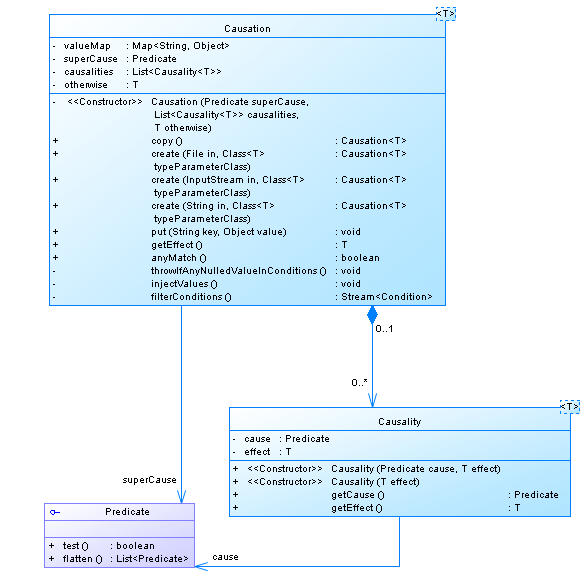 <T>
Causation
- valueMap : Map<String, Object>
- superCause : Predicate
- causalities : List<Causality<T>>
- otherwise : T
- <<Constructor>> Causation (Predicate superCause,
List<Causality<T>> causalities,
T otherwise)
+ copy () : Causation<T>
+ create (File in, Class<T> : Causation<T>
typeParameterClass)
+ create (InputStream in, Class<T> : Causation<T>
typeParameterClass)
+ create (String in, Class<T> : Causation<T>
typeParameterClass)
+ put (String key, Object value) : void
+ getEffect () : T
+ anyMatch () : boolean
- throwIfAnyNulledValueInConditions () : void
- injectValues () : void
- filterConditions () : Stream<Condition>
0..1
0..*
<T>
Causality
- cause : Predicate
- effect : T
+ <<Constructor>> Causality (Predicate cause, T effect)
+ <<Constructor>> Causality (T effect)
+ getCause () : Predicate
+ getEffect () : T
superCause
Predicate
+ test () : boolean
+ flatten () : List<Predicate>
cause